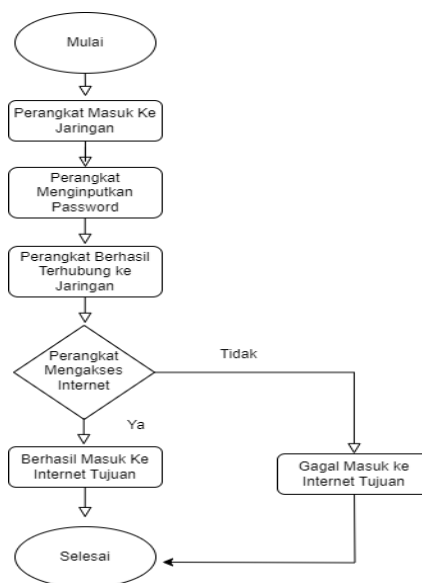 Mulai
Perangkat Masuk Ke
Jaringan
Perangkat
Menginputkan
Password
Perangkat Berhasil
Terhubung ke
Jaringan
Perangkat
Mengakses
Internet
Tidak
Ya
Berhasil Masuk Ke
Internet Tujuan
Gagal Masuk ke
Internet Tujuan
Selesai